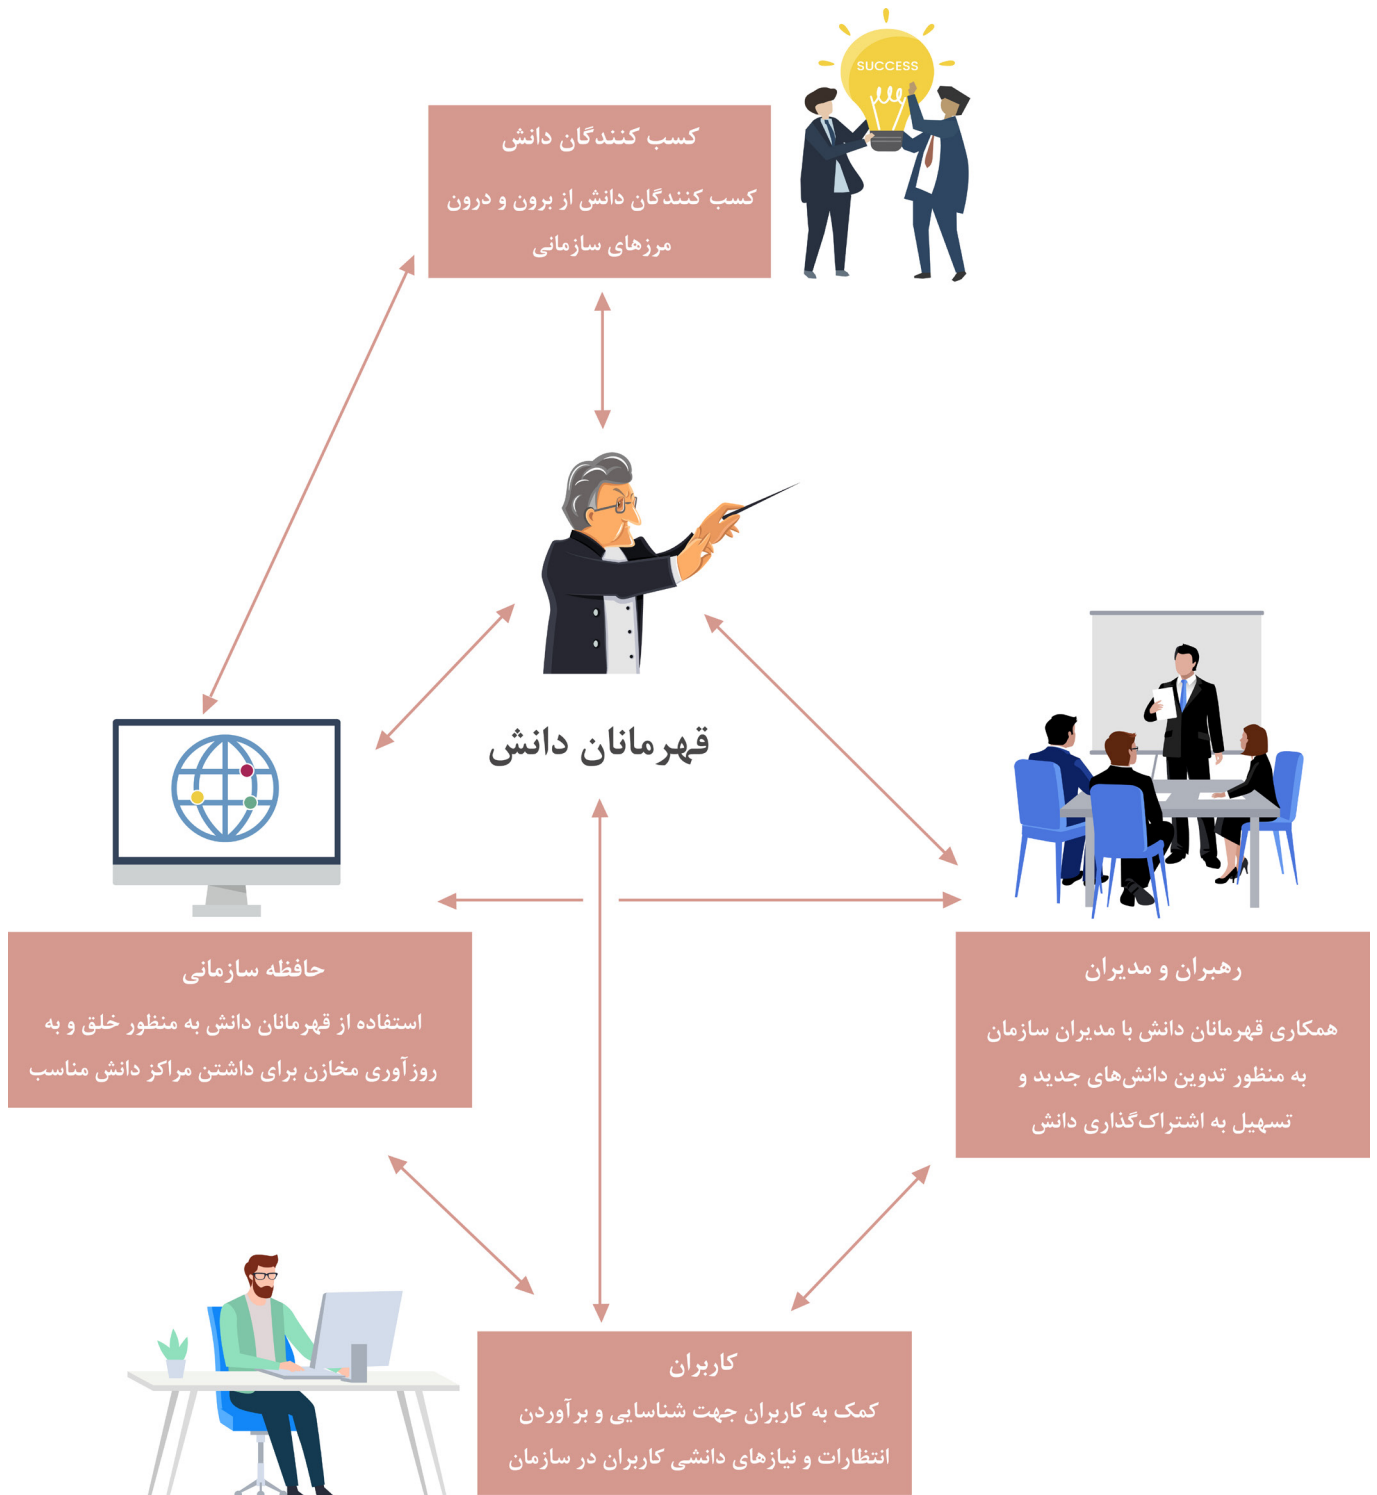 SUCCESS
کسب کنندگان دانش
کسب کنندگان دانش از برون و درون
مرزهای سازمانی
قهرمانان دانش
حافظه سازمانی
استفاده از قهرمانان دانش به منظور خلق و به
روزآوری مخازن برای داشتن مراکز دانش مناسب
رهبران و مدیران
همکاری قهرمانان دانش با مدیران سازمان
به منظور تدوین دانش‌های جدید و
تسهیل به اشتراک‌گذاری دانش
کاربران
کمک به کاربران جهت شناسایی و برآوردن
انتظارات و نیازهای دانشی کاربران در سازمان